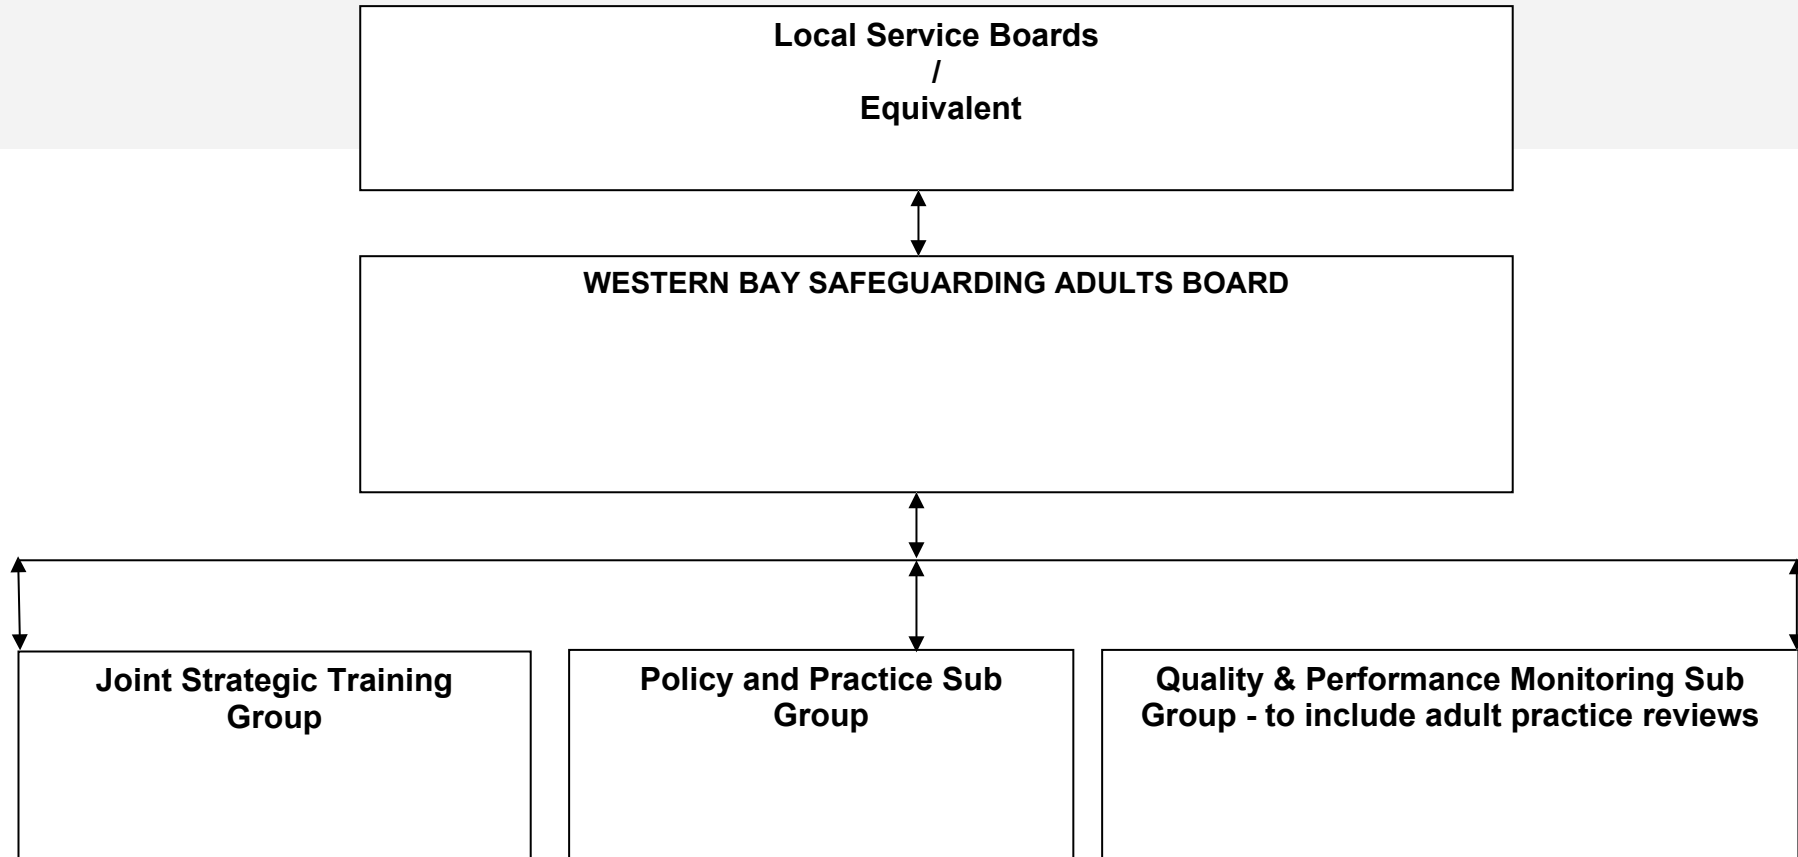 Local Service Boards
/
Equivalent
WESTERN BAY SAFEGUARDING ADULTS BOARD
Joint Strategic Training
Group
Policy and Practice Sub
Group
Quality & Performance Monitoring Sub
Group - to include adult practice reviews